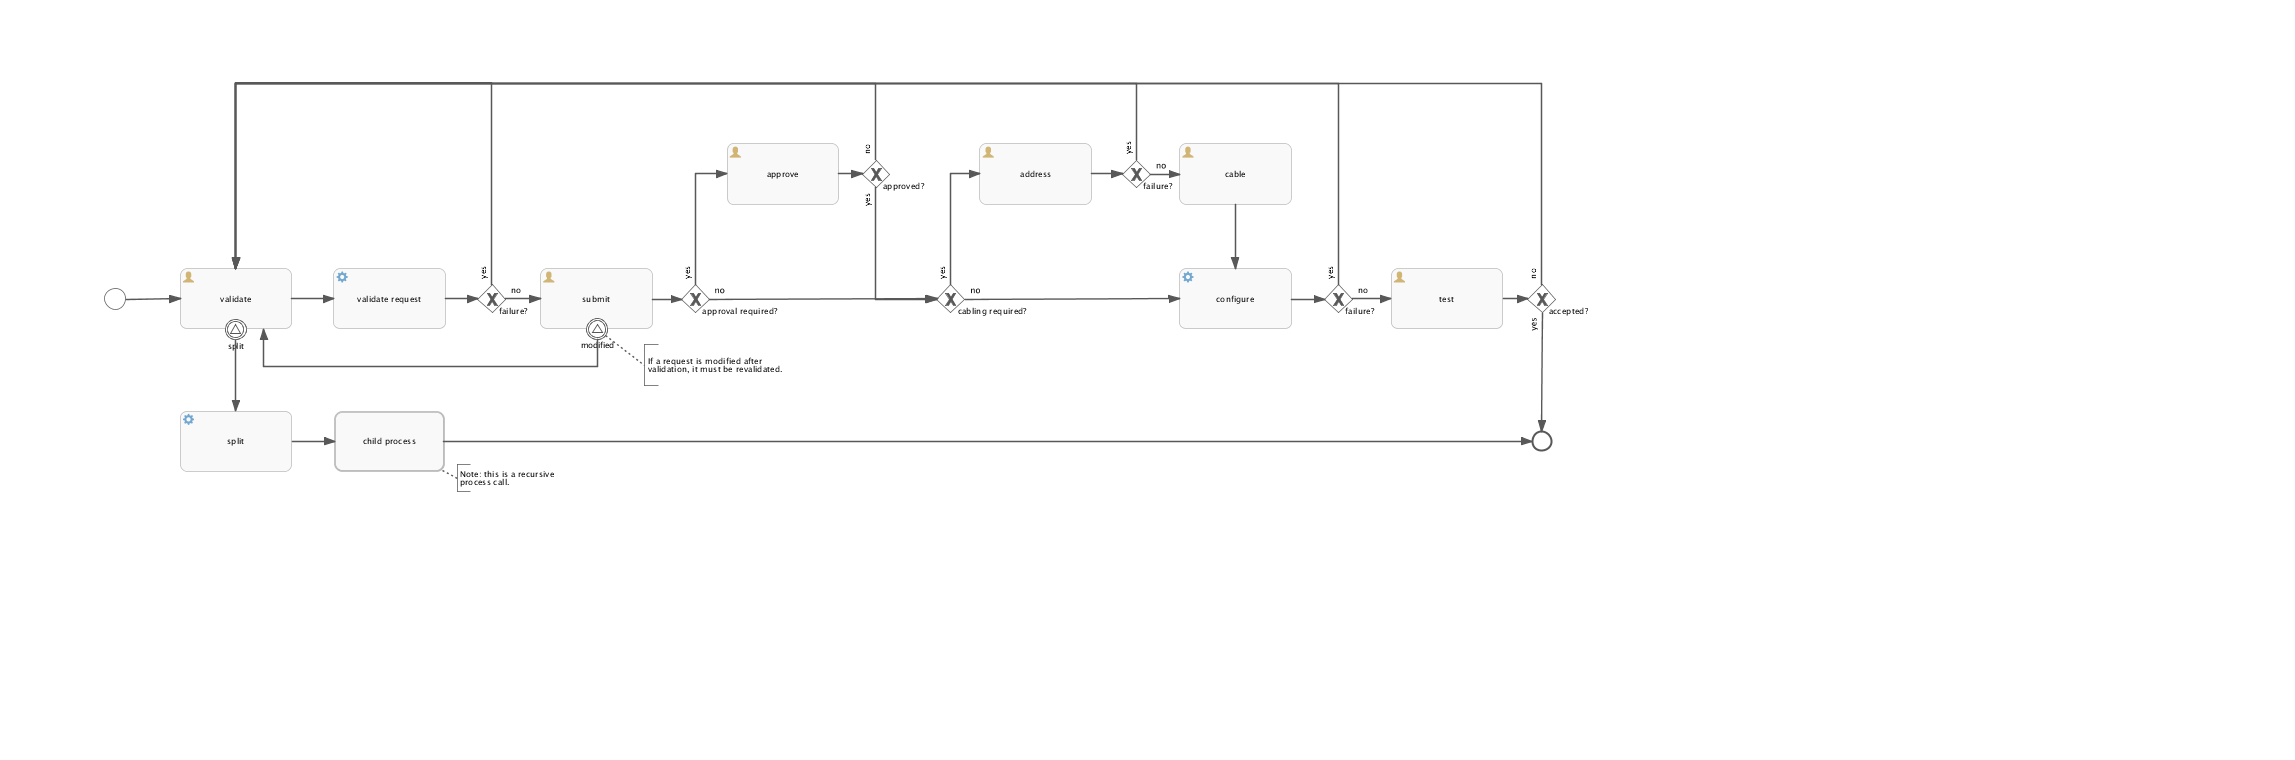 no
yes
yes
approve
approved?
yes
address
failure?
no
cable
validate
validate request
yes
failure?
no
submit
yes
no
approval required?
yes
no
cabling required?
configure
yes
no
failure?
test
no
accepted?
yes
split
modified
If a request is modified after
validation, it must be revalidated.
split
child process
Note: this is a recursive
process call.